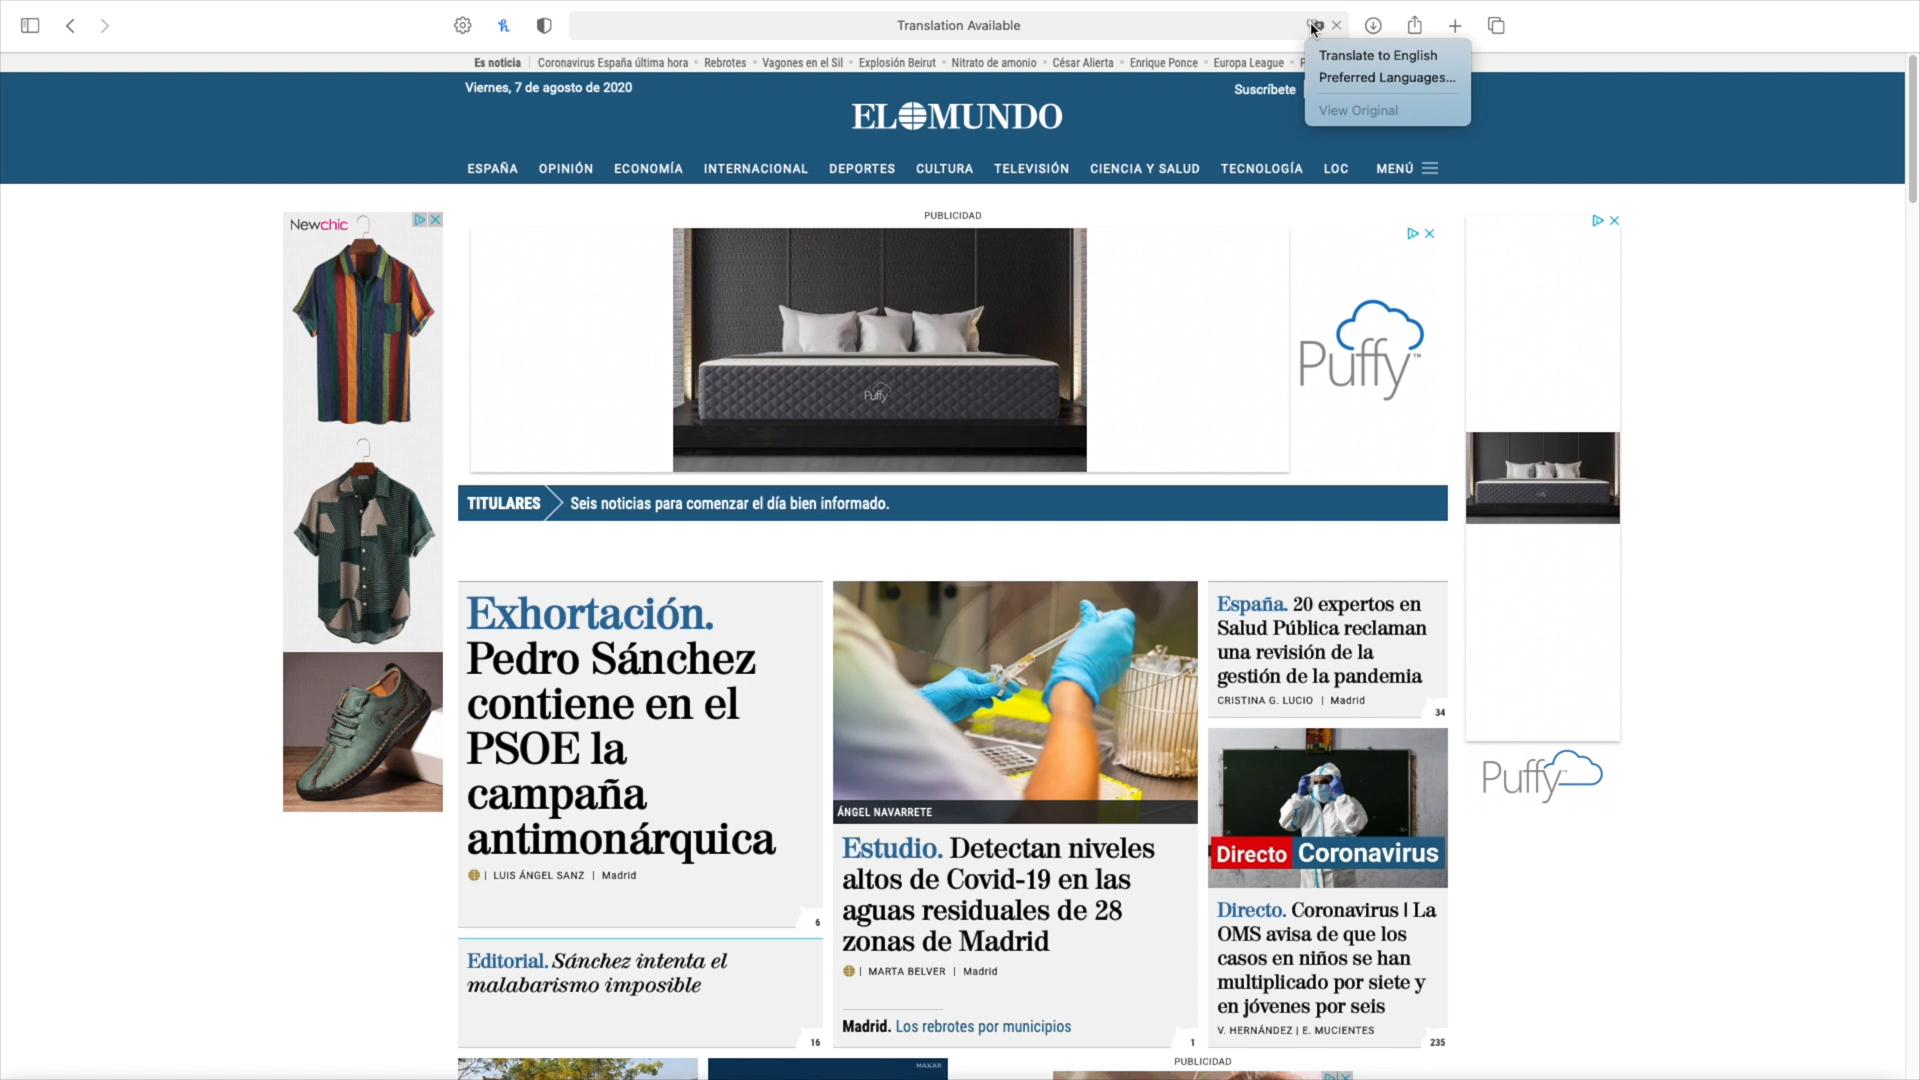 Translation Available
Translate to English
Preferred Languages...
View Original
Es noticia
Coronavirus España última hora • Rebrotes • Vagones en el Sil • Explosión Beirut • Nitrato de amonio • César Alierta • Enrique Ponce • Europa League
Viernes, 7 de agosto de 2020
Suscríbete
EL MUNDO
ESPAÑA OPINIÓN ECONOMÍA INTERNACIONAL DEPORTES CULTURA TELEVISIÓN CIENCIA Y SALUD TECNOLOGÍA LOC MENÚ
Newchic
PUBLICIDAD
Puffy
Puffy™
TITULARES Seis noticias para comenzar el día bien informado.
Exhortación.
Pedro Sánchez
contiene en el
PSOE la
campaña
antimonárquica
| LUIS ÁNGEL SANZ | Madrid
6
Editorial. Sánchez intenta el
malabarismo imposible
16
ÁNGEL NAVARRETE
Estudio. Detectan niveles
altos de Covid-19 en las
aguas residuales de 28
zonas de Madrid
| MARTA BELVER | Madrid
Madrid. Los rebrotes por municipios
1
España. 20 expertos en
Salud Pública reclaman
una revisión de la
gestión de la pandemia
CRISTINA G. LUCIO | Madrid
34
Directo Coronavirus
Directo. Coronavirus | La
OMS avisa de que los
casos en niños se han
multiplicado por siete y
en jóvenes por seis
V. HERNÁNDEZ | E. MUCIENTES
235
Puffy
MAKAR
PUBLICIDAD